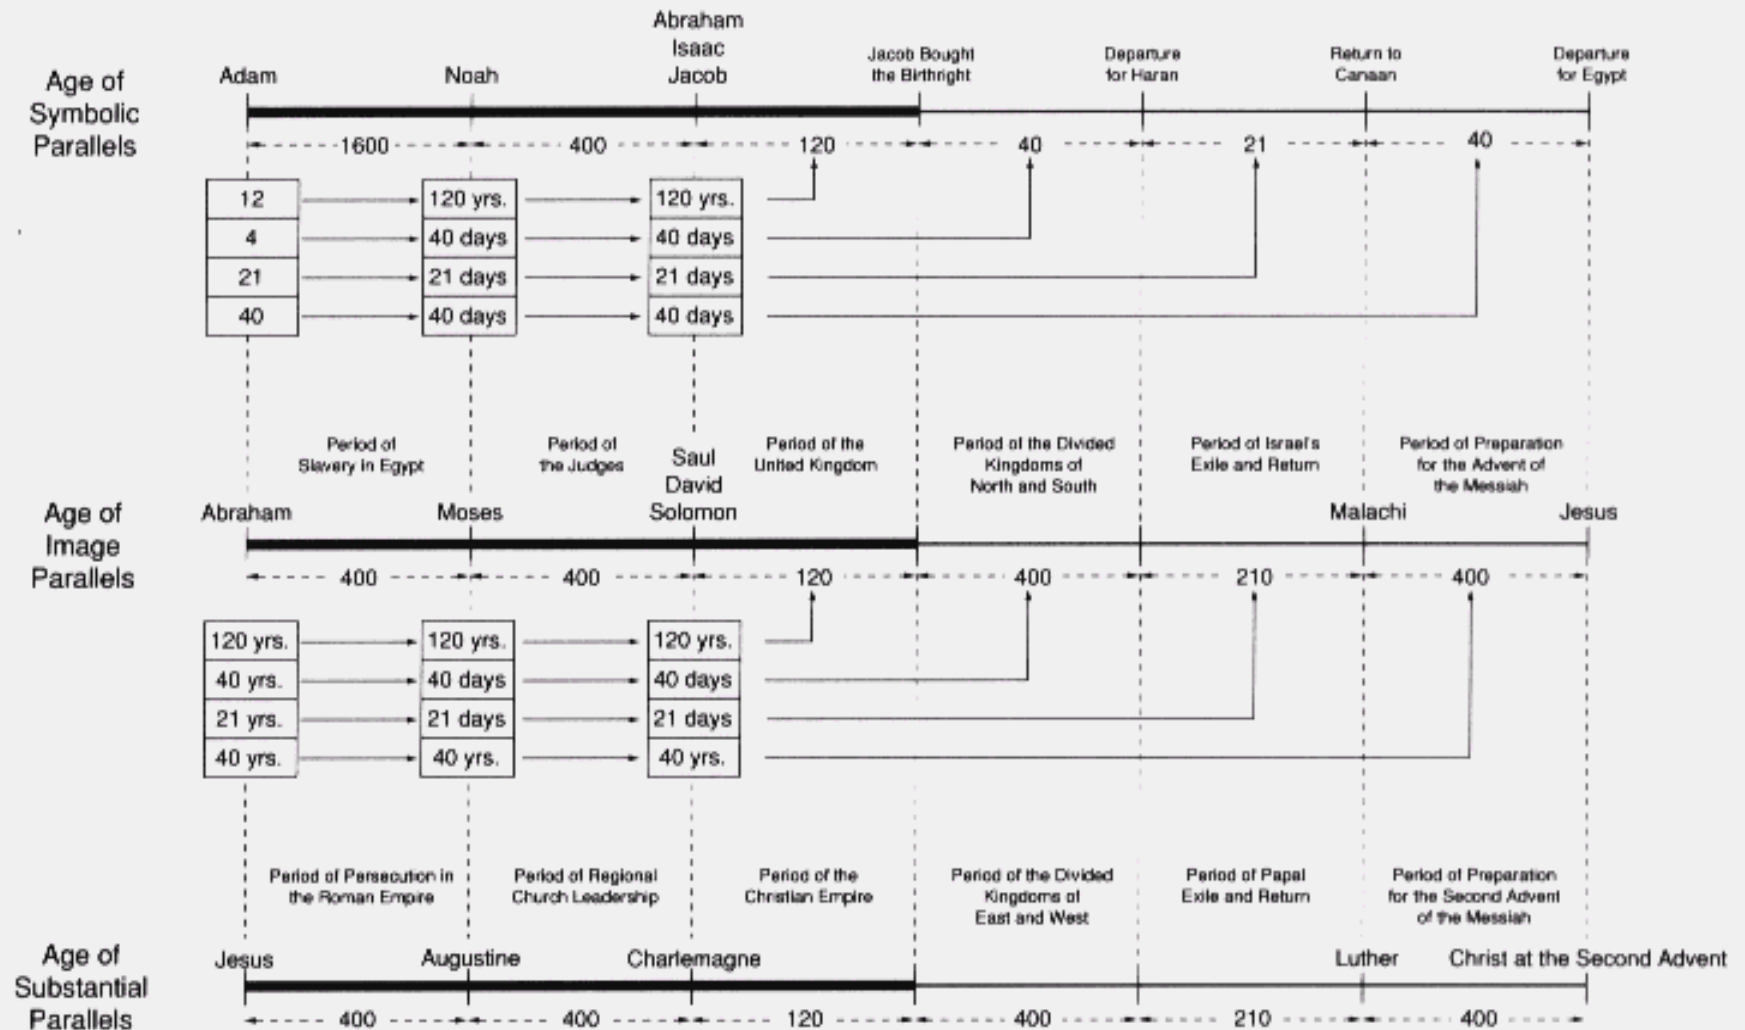 Abraham
Isaac
Jacob
Adam
Noah
Jacob Bought
the Birthright
Departure
for Haran
Return to
Canaan
Departure
for Egypt
Age of
Symbolic
Parallels
1600
400
120
40
21
40
12
120 yrs.
120 yrs.
4
40 days
40 days
21
21 days
21 days
40
40 days
40 days
Period of
Slavery in Egypt
Period of
the Judges
Period of the
United Kingdom
Period of the Divided
Kingdoms of
North and South
Period of Israel's
Exile and Return
Period of Preparation
for the Advent of
the Messiah
Age of
Image
Parallels
Abraham
Moses
Saul
David
Solomon
Malachi
Jesus
400
400
120
400
210
400
120 yrs.
120 yrs.
120 yrs.
40 yrs.
40 days
40 days
21 yrs.
21 days
21 days
40 yrs.
40 yrs.
40 yrs.
Period of Persecution in
the Roman Empire
Period of Regional
Church Leadership
Period of the
Christian Empire
Period of the Divided
Kingdoms of
East and West
Period of Papal
Exile and Return
Period of Preparation
for the Second Advent
of the Messiah
Age of
Substantial
Parallels
Jesus
Augustine
Charlemagne
Luther
Christ at the Second Advent
400
400
120
400
210
400